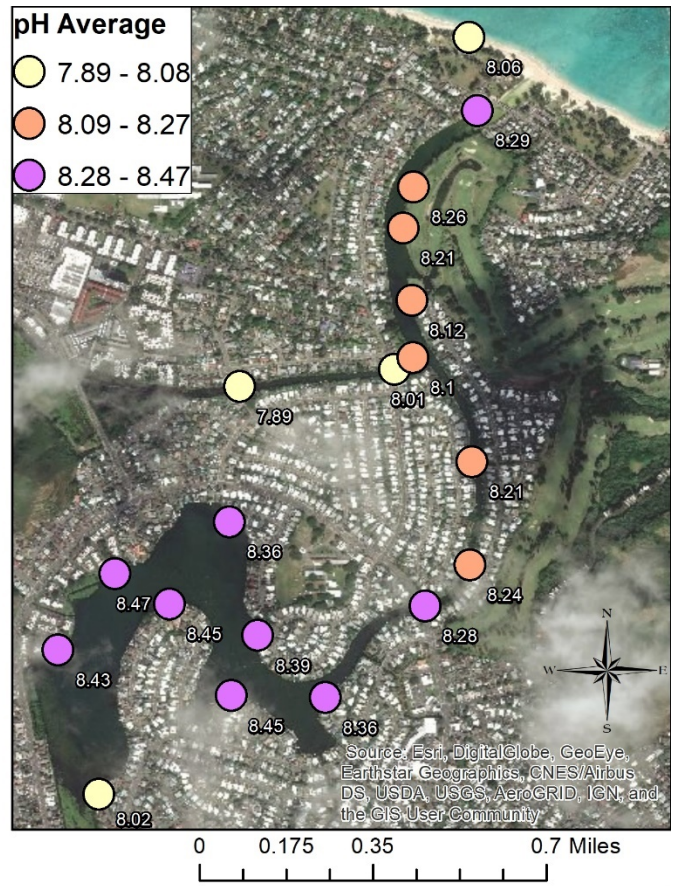 pH Average
7.89 - 8.08
8.09 - 8.27
8.28 - 8.47
8.06
8.29
8.26
8.21
8.12
8.1
8.01
7.89
8.21
8.36
8.24
8.47
8.45
8.28
8.39
8.43
8.45
8.36
8.02
N
W
E
S
Source: Esri, DigitalGlobe, GeoEye,
Earthstar Geographics, CNES/Airbus
DS, USDA, USGS, AeroGRID, IGN, and
the GIS User Community
0 0.175 0.35 0.7 Miles